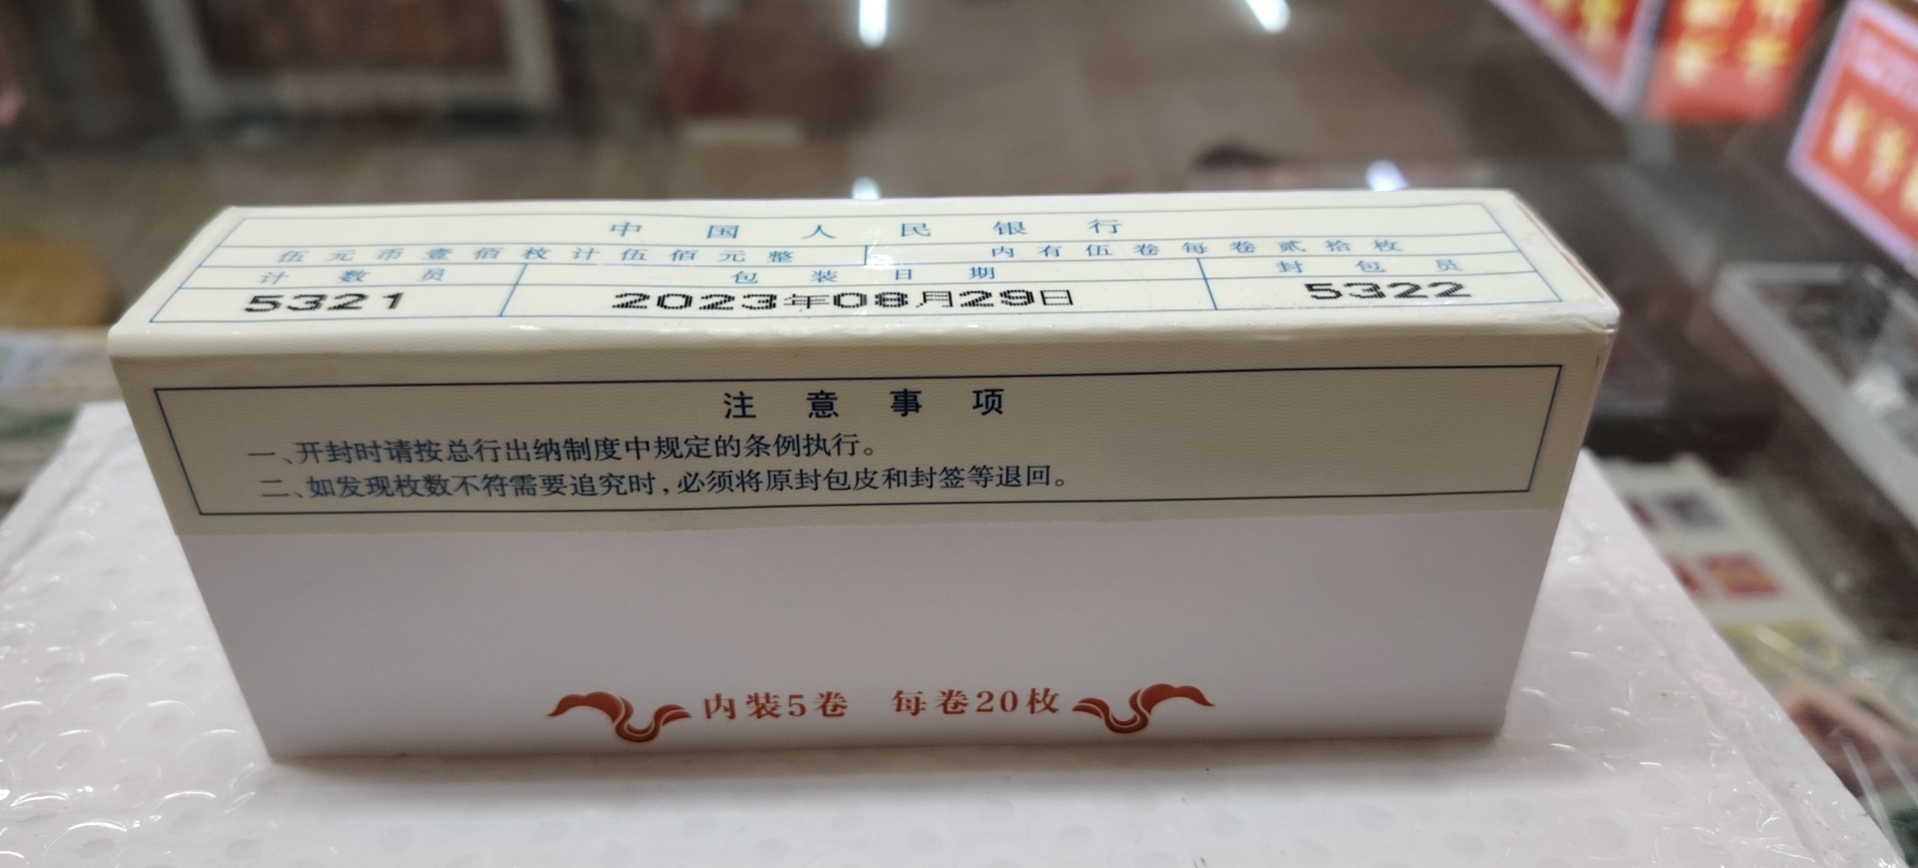 中国人民银行
伍元币壹佰枚计伍佰元整 内有伍卷每卷贰拾枚
计数员 包装日期 封包员
5321 2023年08月29日 5322
注意事项
一、开封时请按总行出纳制度中规定的条例执行。
二、如发现枚数不符需要追究时,必须将原封包皮和封签等退回。
内装5卷 每卷20枚